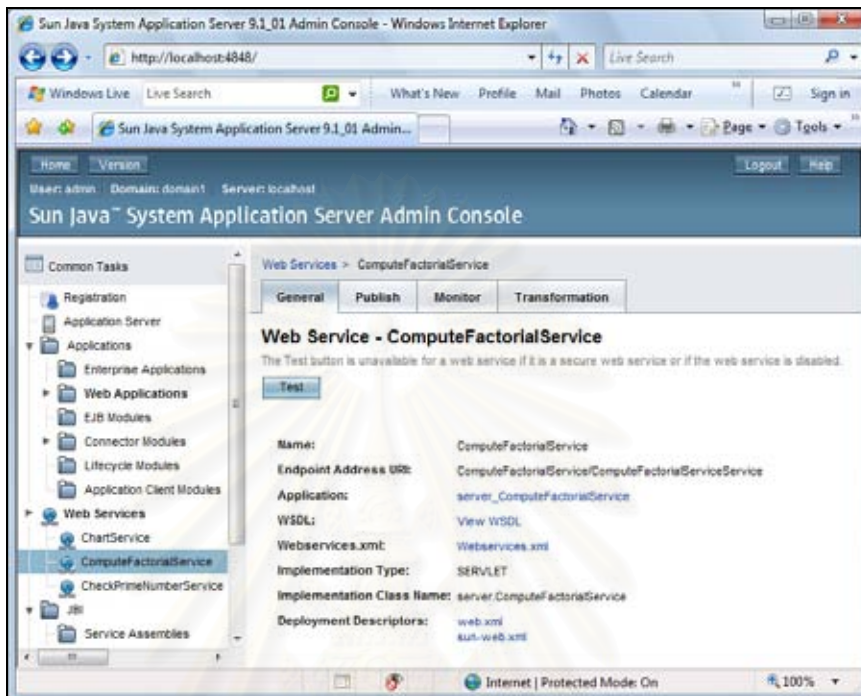 Sun Java System Application Server 9.1_01 Admin Console - Windows Internet Explorer
http://localhost:4848/
Live Search
Windows Live
Live Search
What's New
Profile
Mail
Photos
Calendar
Sign in
Sun Java System Application Server 9.1_01 Admin...
Page
Tools
Home
Version
Logout
Help
User: admin Domain: domain1 Server: localhost
Sun Java™ System Application Server Admin Console
Common Tasks
Registration
Application Server
Applications
Enterprise Applications
Web Applications
EJB Modules
Connector Modules
Lifecycle Modules
Application Client Modules
Web Services
ChartService
ComputeFactorialService
CheckPrimeNumberService
JBI
Service Assemblies
Web Services > ComputeFactorialService
General
Publish
Monitor
Transformation
Web Service - ComputeFactorialService
The Test button is unavailable for a web service if it is a secure web service or if the web service is disabled.
Test
Name: ComputeFactorialService
Endpoint Address URI: ComputeFactorialService/ComputeFactorialServiceService
Application: server_ComputeFactorialService
WSDL: View WSDL
Webservices.xml: Webservices.xml
Implementation Type: SERVLET
Implementation Class Name: server.ComputeFactorialService
Deployment Descriptors: web.xml
sun-web.xml
Internet | Protected Mode: On
100%